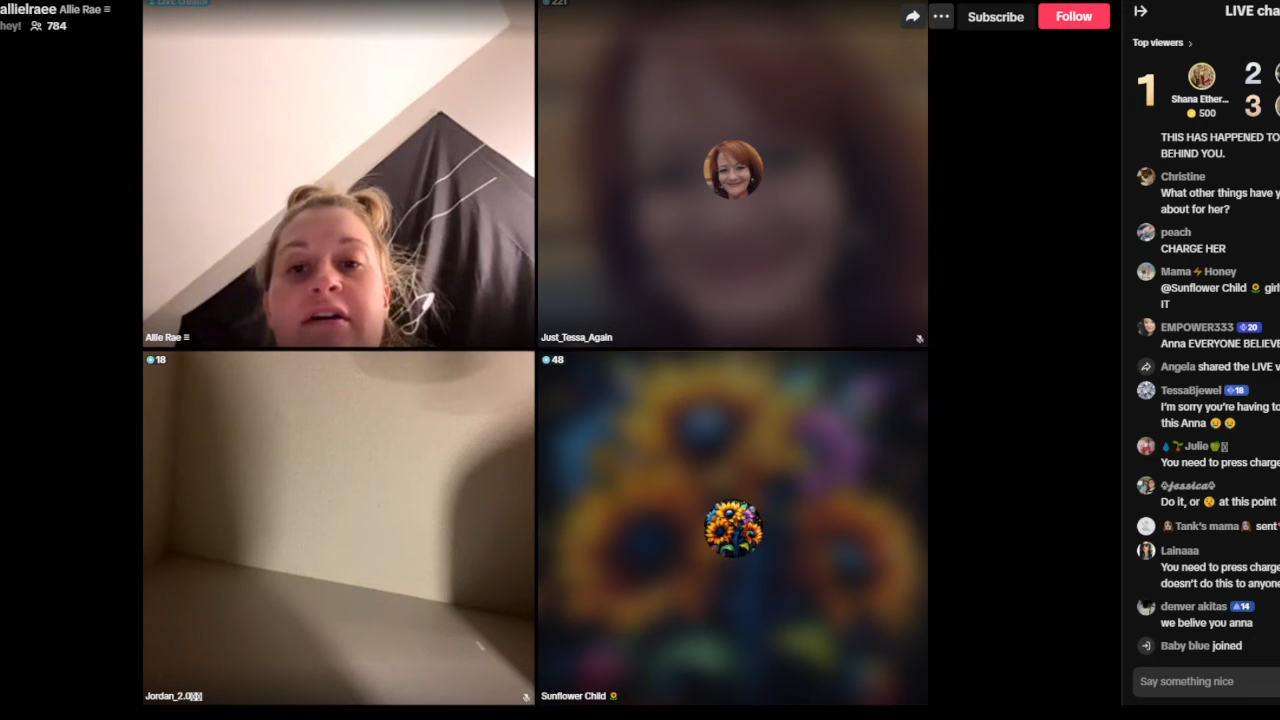 allielraee Allie Rae
hey! 784
LIVE creator
221
Subscribe
Follow
LIVE cha
Top viewers
1
Shana Ether...
500
2
3
THIS HAS HAPPENED TO
BEHIND YOU.
Christine
What other things have y
about for her?
peach
CHARGE HER
Mama Honey
@Sunflower Child girl
IT
EMPOWER333 20
Anna EVERYONE BELIEVE
Angela shared the LIVE v
TessaBjewel 18
I'm sorry you're having to
this Anna
Julie
You need to press charge
jessica
Do it, or at this point
Tank's mama sent
Lainaaa
You need to press charge
doesn't do this to anyone
denver akitas 14
we belive you anna
Baby blue joined
Say something nice
Allie Rae
Just_Tessa_Again
18
48
Jordan_2.0
Sunflower Child